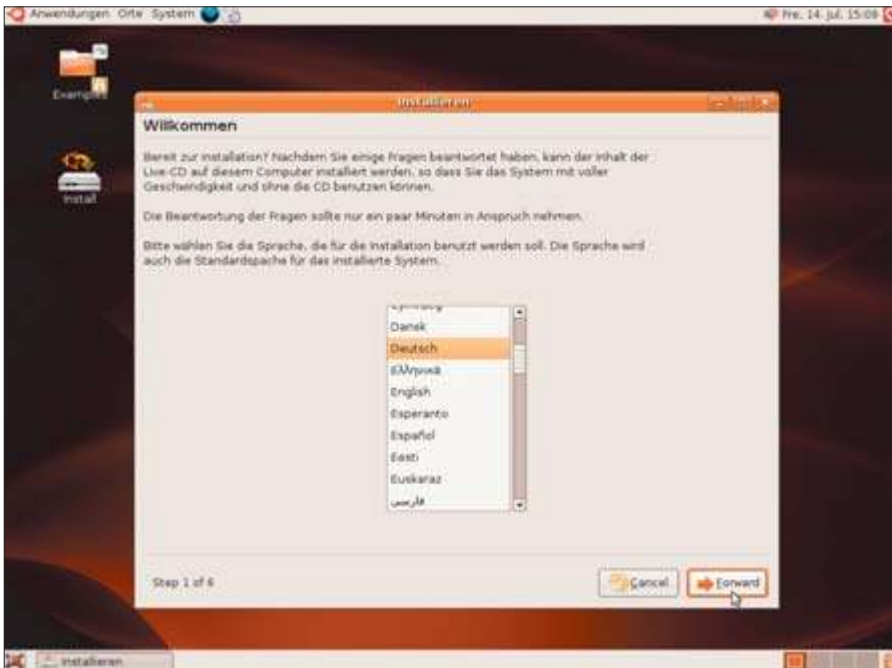 Anwendungen Orte System
Fre, 14. Jul, 15:09
Examples
Install
Installieren
Willkommen
Bereit zur Installation? Nachdem Sie einige Fragen beantwortet haben, kann der Inhalt der
Live-CD auf diesem Computer installiert werden, so dass Sie das System mit voller
Geschwindigkeit und ohne die CD benutzen können.
Die Beantwortung der Fragen sollte nur ein paar Minuten in Anspruch nehmen.
Bitte wählen Sie die Sprache, die für die Installation benutzt werden soll. Die Sprache wird
auch die Standardspache für das installierte System.
Dansk
Deutsch
Ελληνικά
English
Esperanto
Español
Eesti
Euskaraz
فارسی
Step 1 of 6
Cancel
Forward
Installieren